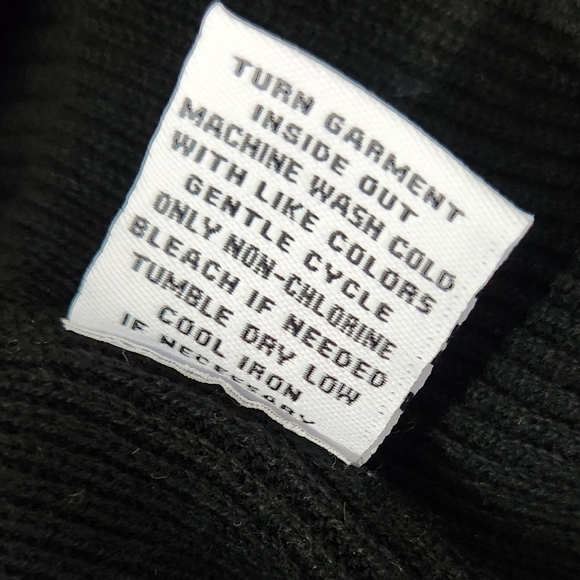 TURN GARMENT
INSIDE OUT
MACHINE WASH COLD
WITH LIKE COLORS
GENTLE CYCLE
ONLY NON-CHLORINE
BLEACH IF NEEDED
TUMBLE DRY LOW
COOL IRON
IF NECESSARY